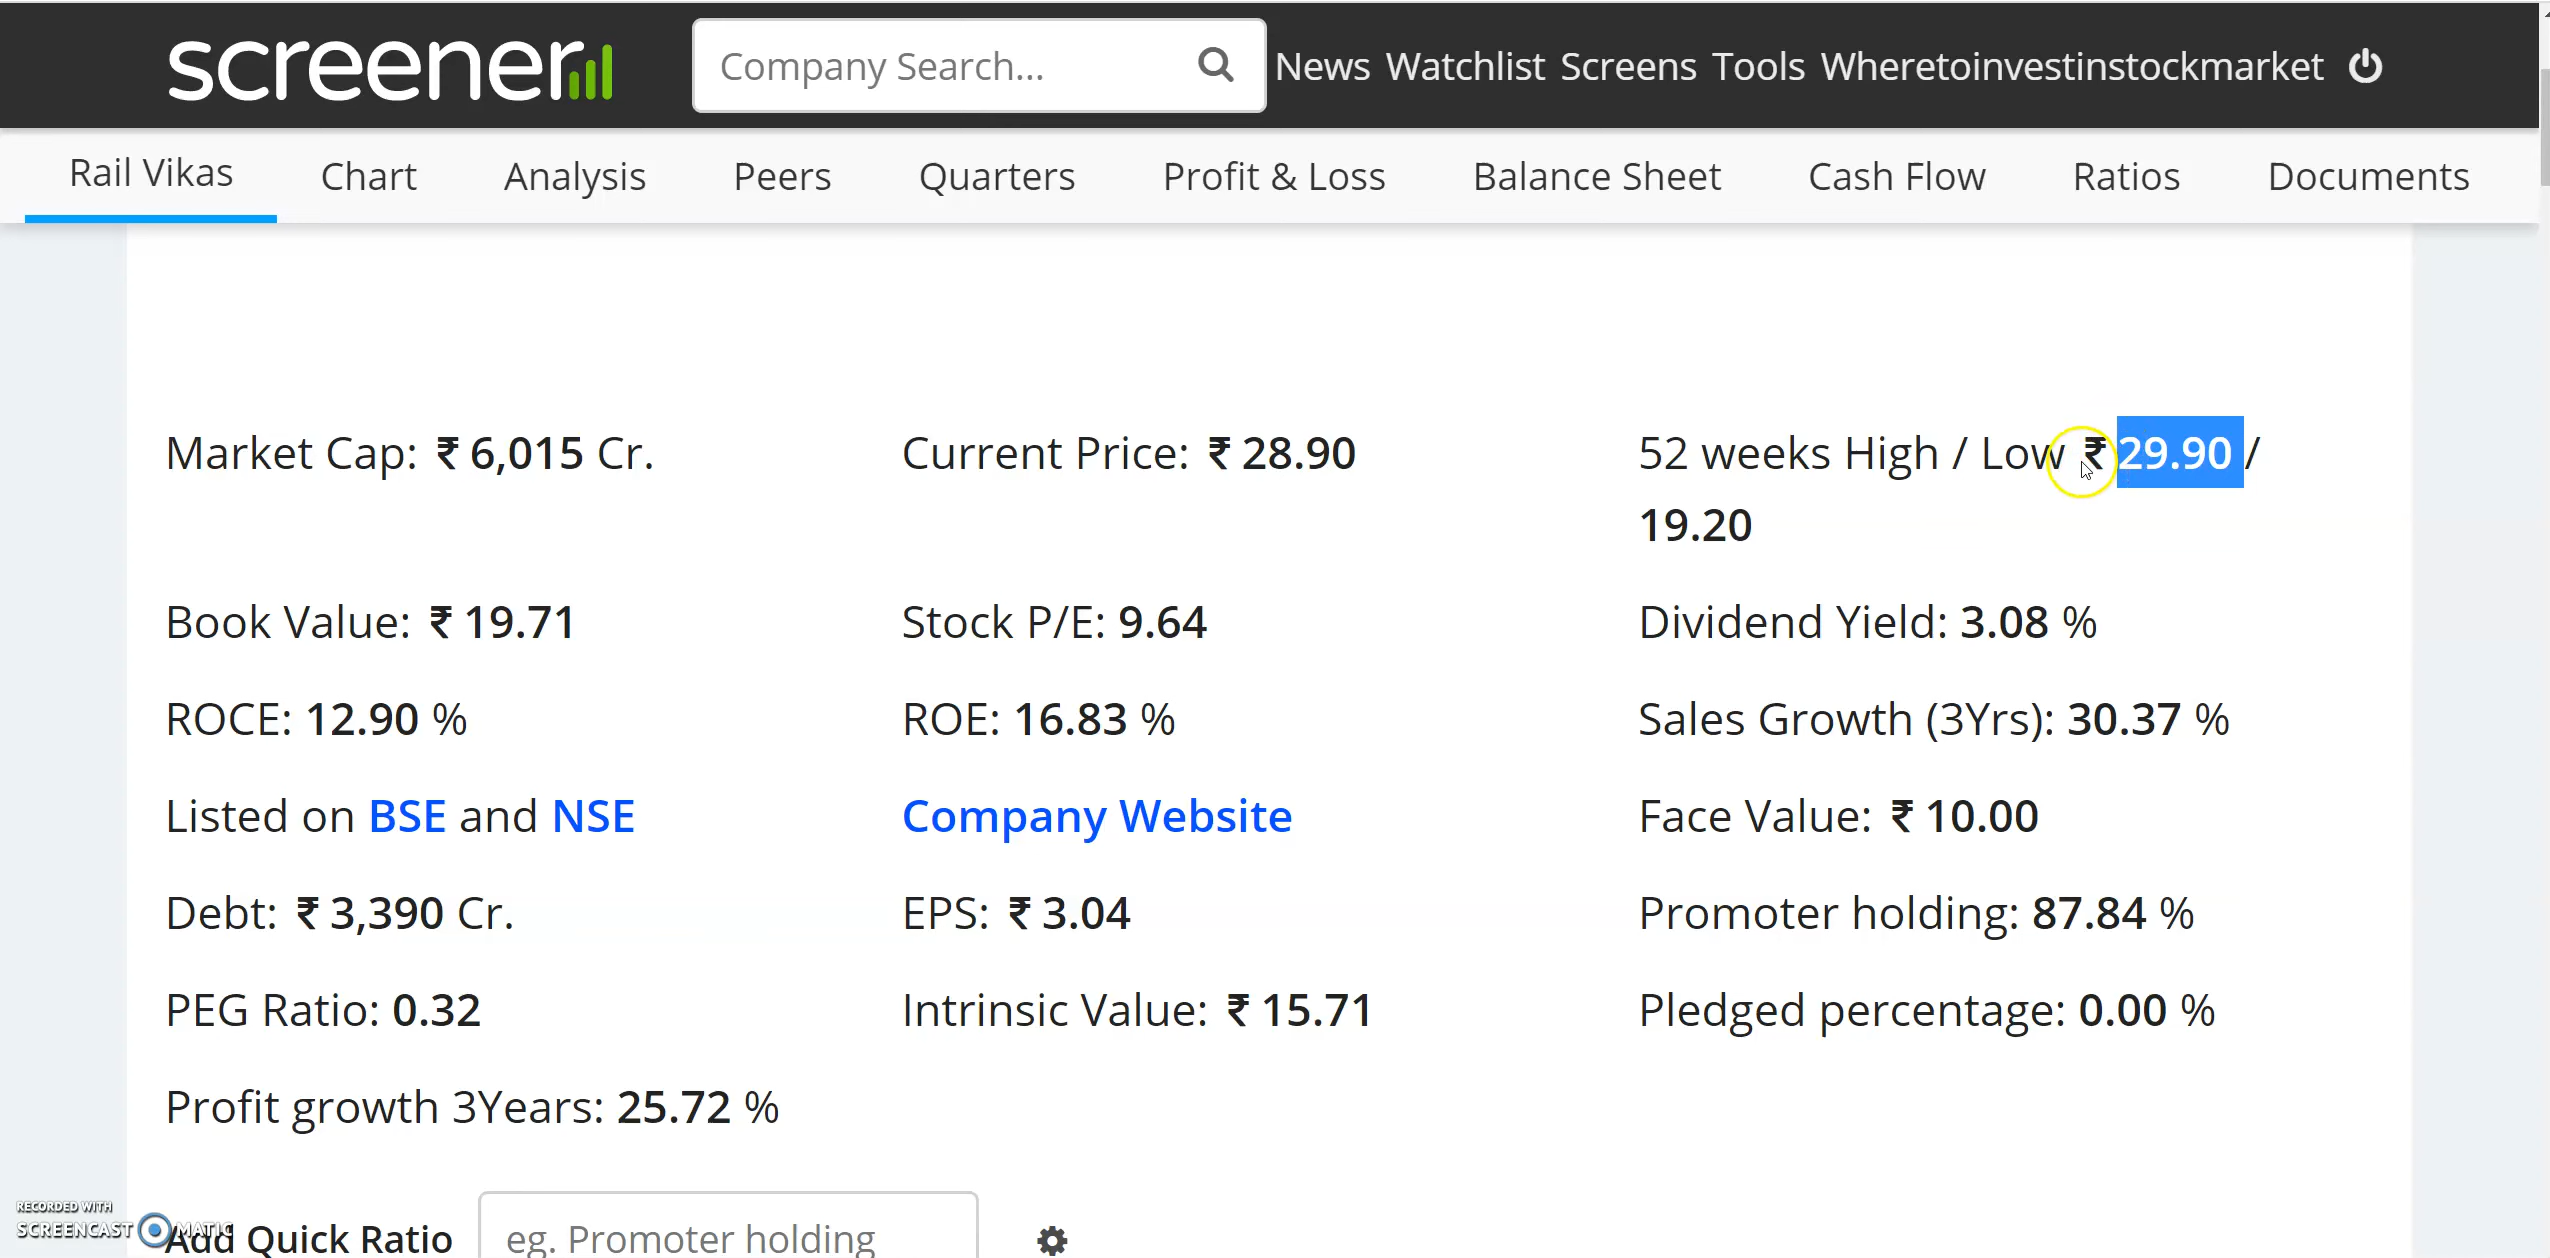 screener Company Search... News Watchlist Screens Tools Wheretoinvestinstockmarket
Rail Vikas Chart Analysis Peers Quarters Profit & Loss Balance Sheet Cash Flow Ratios Documents
Market Cap: ₹ 6,015 Cr. Current Price: ₹ 28.90 52 weeks High / Low ₹ 29.90 /
19.20
Book Value: ₹ 19.71 Stock P/E: 9.64 Dividend Yield: 3.08 %
ROCE: 12.90 % ROE: 16.83 % Sales Growth (3Yrs): 30.37 %
Listed on BSE and NSE Company Website Face Value: ₹ 10.00
Debt: ₹ 3,390 Cr. EPS: ₹ 3.04 Promoter holding: 87.84 %
PEG Ratio: 0.32 Intrinsic Value: ₹ 15.71 Pledged percentage: 0.00 %
Profit growth 3Years: 25.72 %
Add Quick Ratio eg. Promoter holding
RECORDED WITH
SCREENCAST MATIC